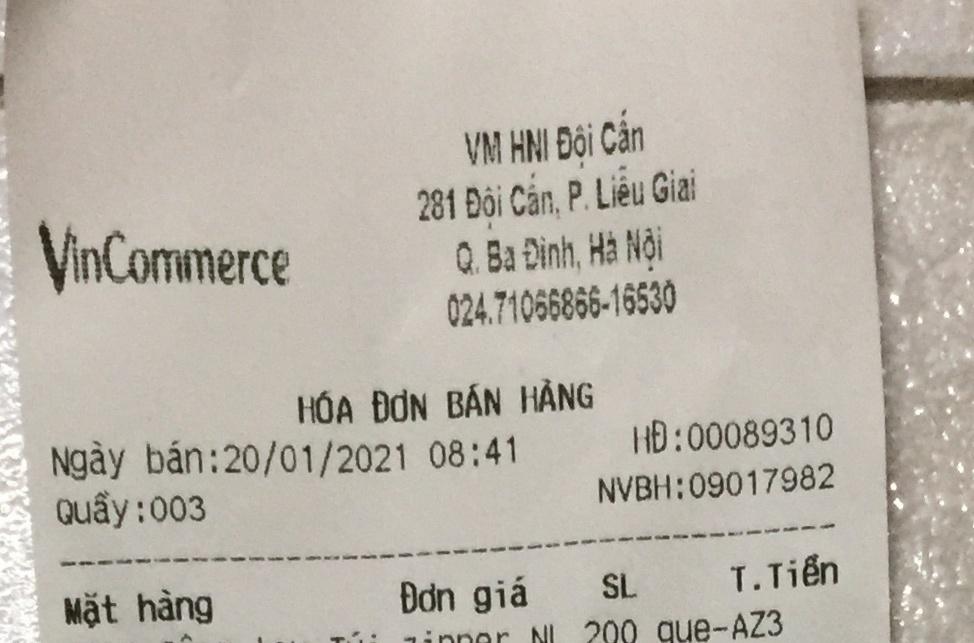 VM HNI Đội Cấn
281 Đội Cấn, P. Liễu Giai
VinCommerce
Q. Ba Đình, Hà Nội
024.71066866-16530
HÓA ĐƠN BÁN HÀNG
Ngày bán:20/01/2021 08:41 HĐ:00089310
Quầy:003 NVBH:09017982
Mặt hàng Đơn giá SL T.Tiền
Túi zipper NL 200 que-AZ3